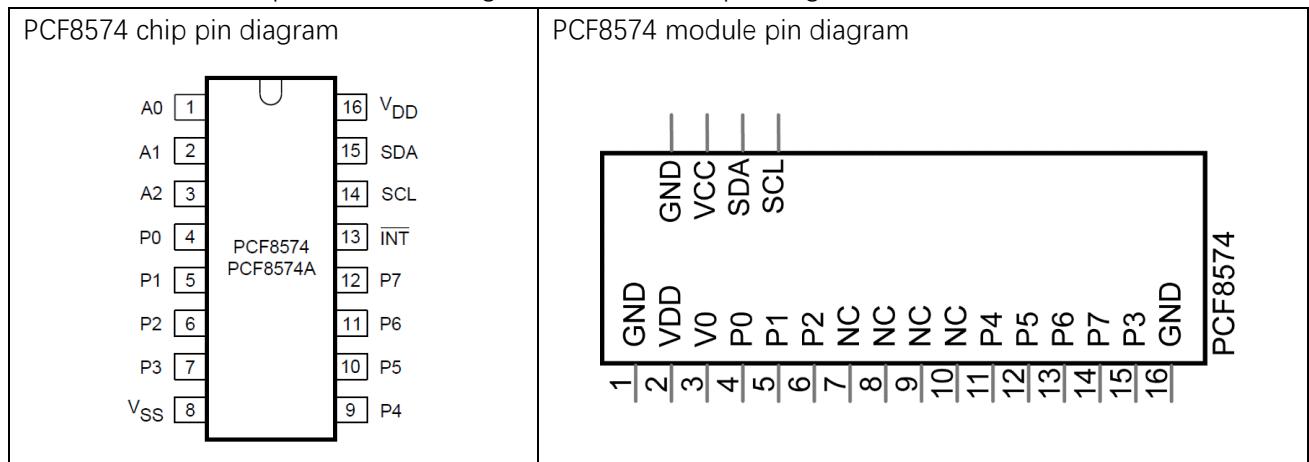 PCF8574 chip pin diagram
A0 1
A1 2
A2 3
P0 4
P1 5
P2 6
P3 7
VSS 8
PCF8574
PCF8574A
16 VDD
15 SDA
14 SCL
13 INT
12 P7
11 P6
10 P5
9 P4
PCF8574 module pin diagram
GND
VCC
SDA
SCL
GND
VDD
V0
P0
P1
P2
NC
NC
NC
NC
P4
P5
P6
P7
P3
GND
1
2
3
4
5
6
7
8
9
10
11
12
13
14
15
16
PCF8574